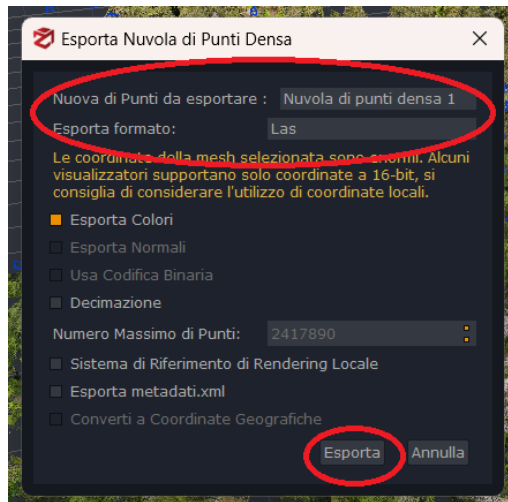 Esporta Nuvola di Punti Densa
Nuova di Punti da esportare : Nuvola di punti densa 1
Esporta formato: Las
Le coordinate della mesh selezionata sono enormi. Alcuni
visualizzatori supportano solo coordinate a 16-bit, si
consiglia di considerare l'utilizzo di coordinate locali.
Esporta Colori
Esporta Normali
Usa Codifica Binaria
Decimazione
Numero Massimo di Punti: 2417890
Sistema di Riferimento di Rendering Locale
Esporta metadati.xml
Converti a Coordinate Geografiche
Esporta Annulla